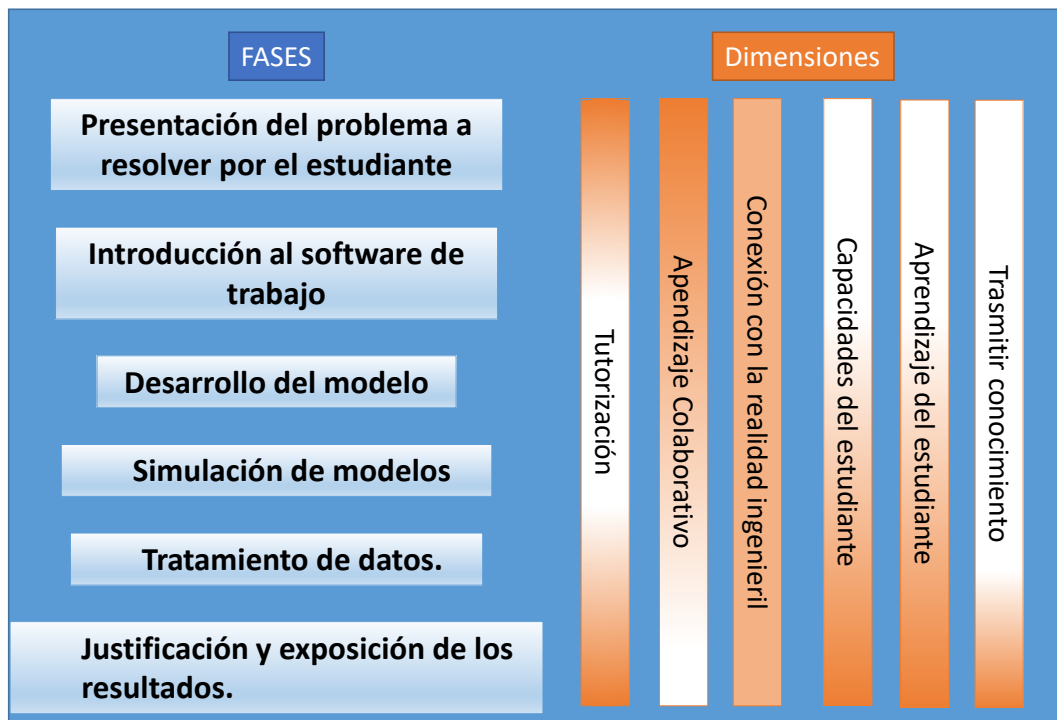 FASES
Presentación del problema a
resolver por el estudiante
Introducción al software de
trabajo
Desarrollo del modelo
Simulación de modelos
Tratamiento de datos.
Justificación y exposición de los
resultados.
Dimensiones
Tutorización
Apendizaje Colaborativo
Conexión con la realidad ingenieril
Capacidades del estudiante
Aprendizaje del estudiante
Trasmitir conocimiento